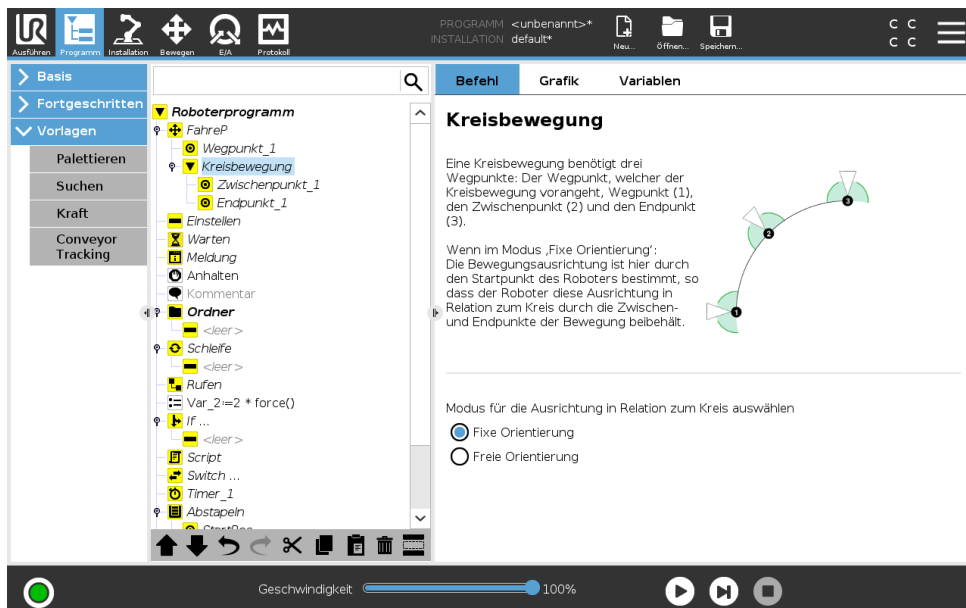 PROGRAMM <unbenannt>*
INSTALLATION default*
Ausführen
Programm
Installation
Bewegen
E/A
Protokoll
Neu...
Öffnen...
Speichern...
C C
C C
Basis
Fortgeschritten
Vorlagen
Palettieren
Suchen
Kraft
Conveyor
Tracking
Roboterprogramm
FahreP
Wegpunkt_1
Kreisbewegung
Zwischenpunkt_1
Endpunkt_1
Einstellen
Warten
Meldung
Anhalten
Kommentar
Ordner
<leer>
Schleife
<leer>
Rufen
Var_2≔2 * force()
If ...
<leer>
Script
Switch ...
Timer_1
Abstapeln
Befehl
Grafik
Variablen
Kreisbewegung
Eine Kreisbewegung benötigt drei
Wegpunkte: Der Wegpunkt, welcher der
Kreisbewegung vorangeht, Wegpunkt (1),
den Zwischenpunkt (2) und den Endpunkt
(3).
Wenn im Modus ‚Fixe Orientierung':
Die Bewegungsausrichtung ist hier durch
den Startpunkt des Roboters bestimmt, so
dass der Roboter diese Ausrichtung in
Relation zum Kreis durch die Zwischen-
und Endpunkte der Bewegung beibehält.
3
2
1
Modus für die Ausrichtung in Relation zum Kreis auswählen
Fixe Orientierung
Freie Orientierung
Geschwindigkeit
100%